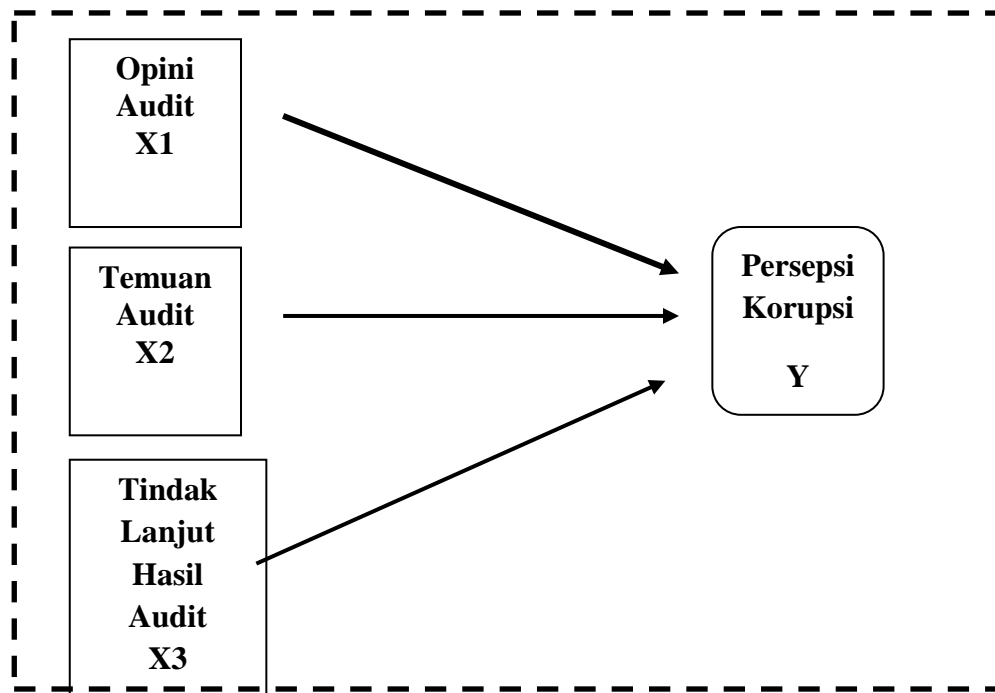 Opini
Audit
X1
Temuan
Audit
X2
Tindak
Lanjut
Hasil
Audit
X3
Persepsi
Korupsi
Y